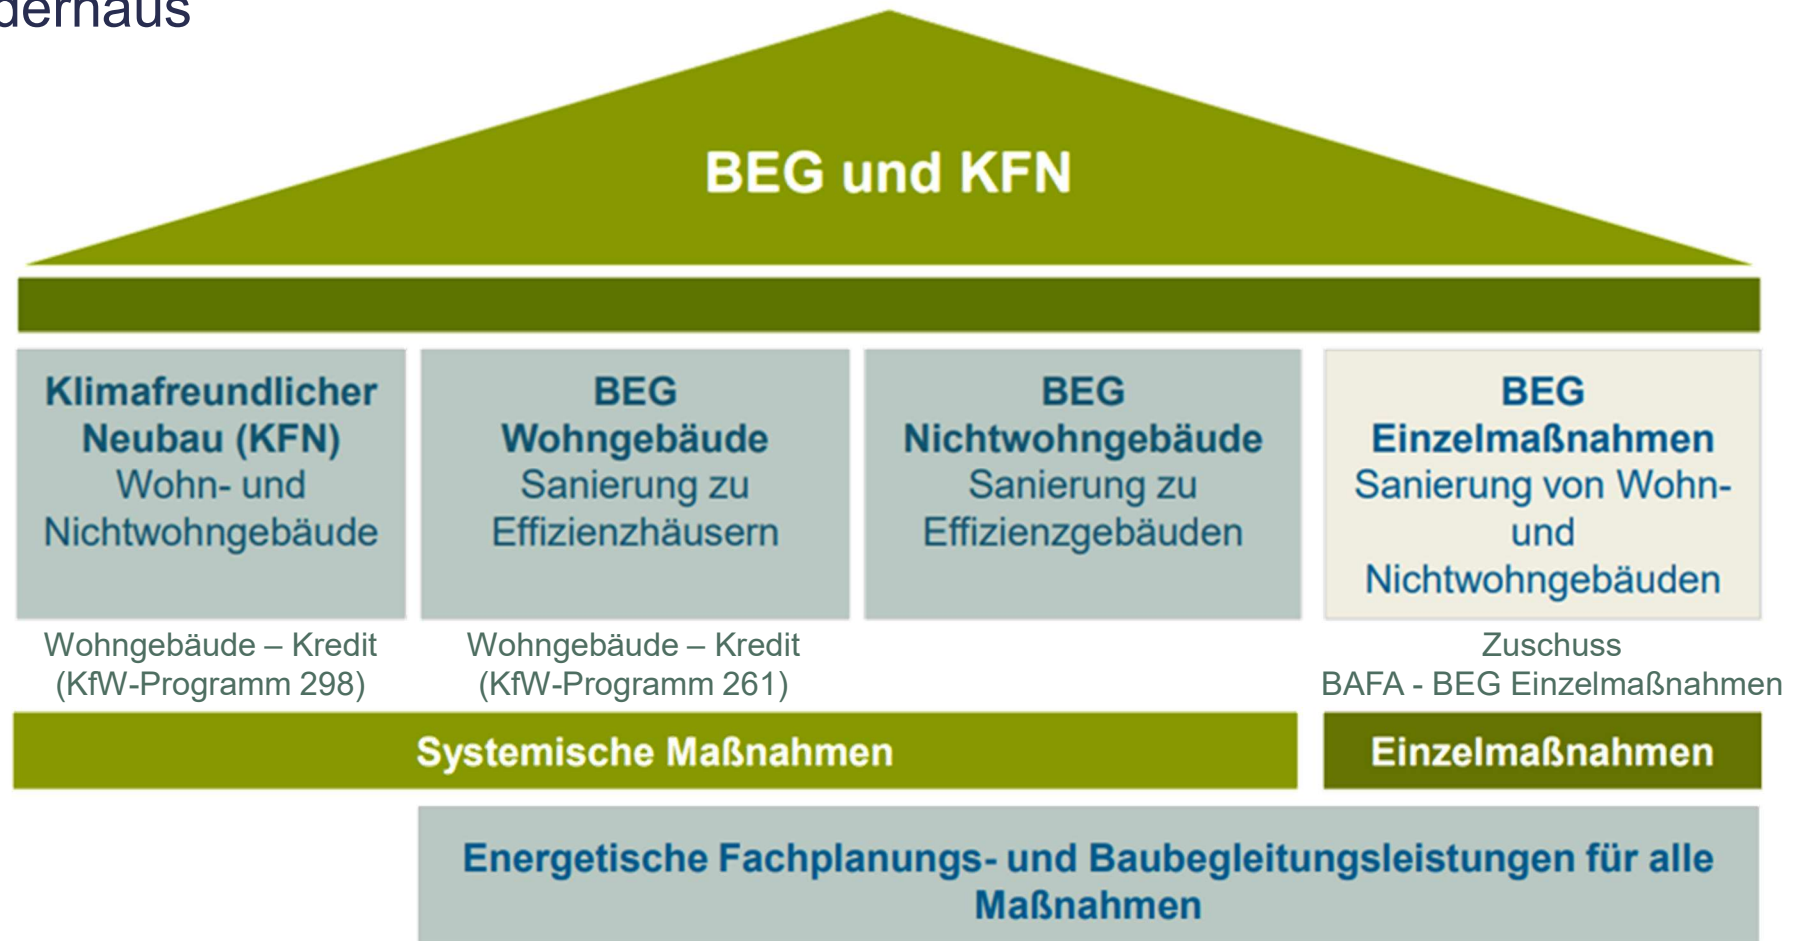 derhaus
BEG und KFN
Klimafreundlicher
Neubau (KFN)
Wohn- und
Nichtwohngebäude
BEG
Wohngebäude
Sanierung zu
Effizienzhäusern
BEG
Nichtwohngebäude
Sanierung zu
Effizienzgebäuden
BEG
Einzelmaßnahmen
Sanierung von Wohn-
und
Nichtwohngebäuden
Wohngebäude – Kredit
(KfW-Programm 298)
Wohngebäude – Kredit
(KfW-Programm 261)
Zuschuss
BAFA - BEG Einzelmaßnahmen
Systemische Maßnahmen
Einzelmaßnahmen
Energetische Fachplanungs- und Baubegleitungsleistungen für alle
Maßnahmen